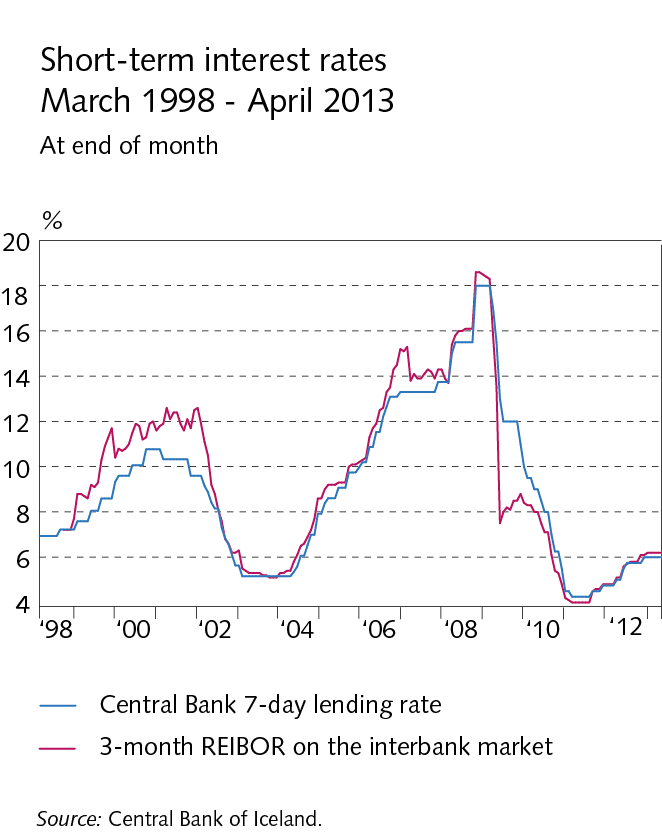 Short-term interest rates
March 1998 - April 2013
At end of month
%
20
18
16
14
12
10
8
6
4
‘98 ‘00 ‘02 ‘04 ‘06 ‘08 ‘10 ‘12
Central Bank 7-day lending rate
3-month REIBOR on the interbank market
Source: Central Bank of Iceland.